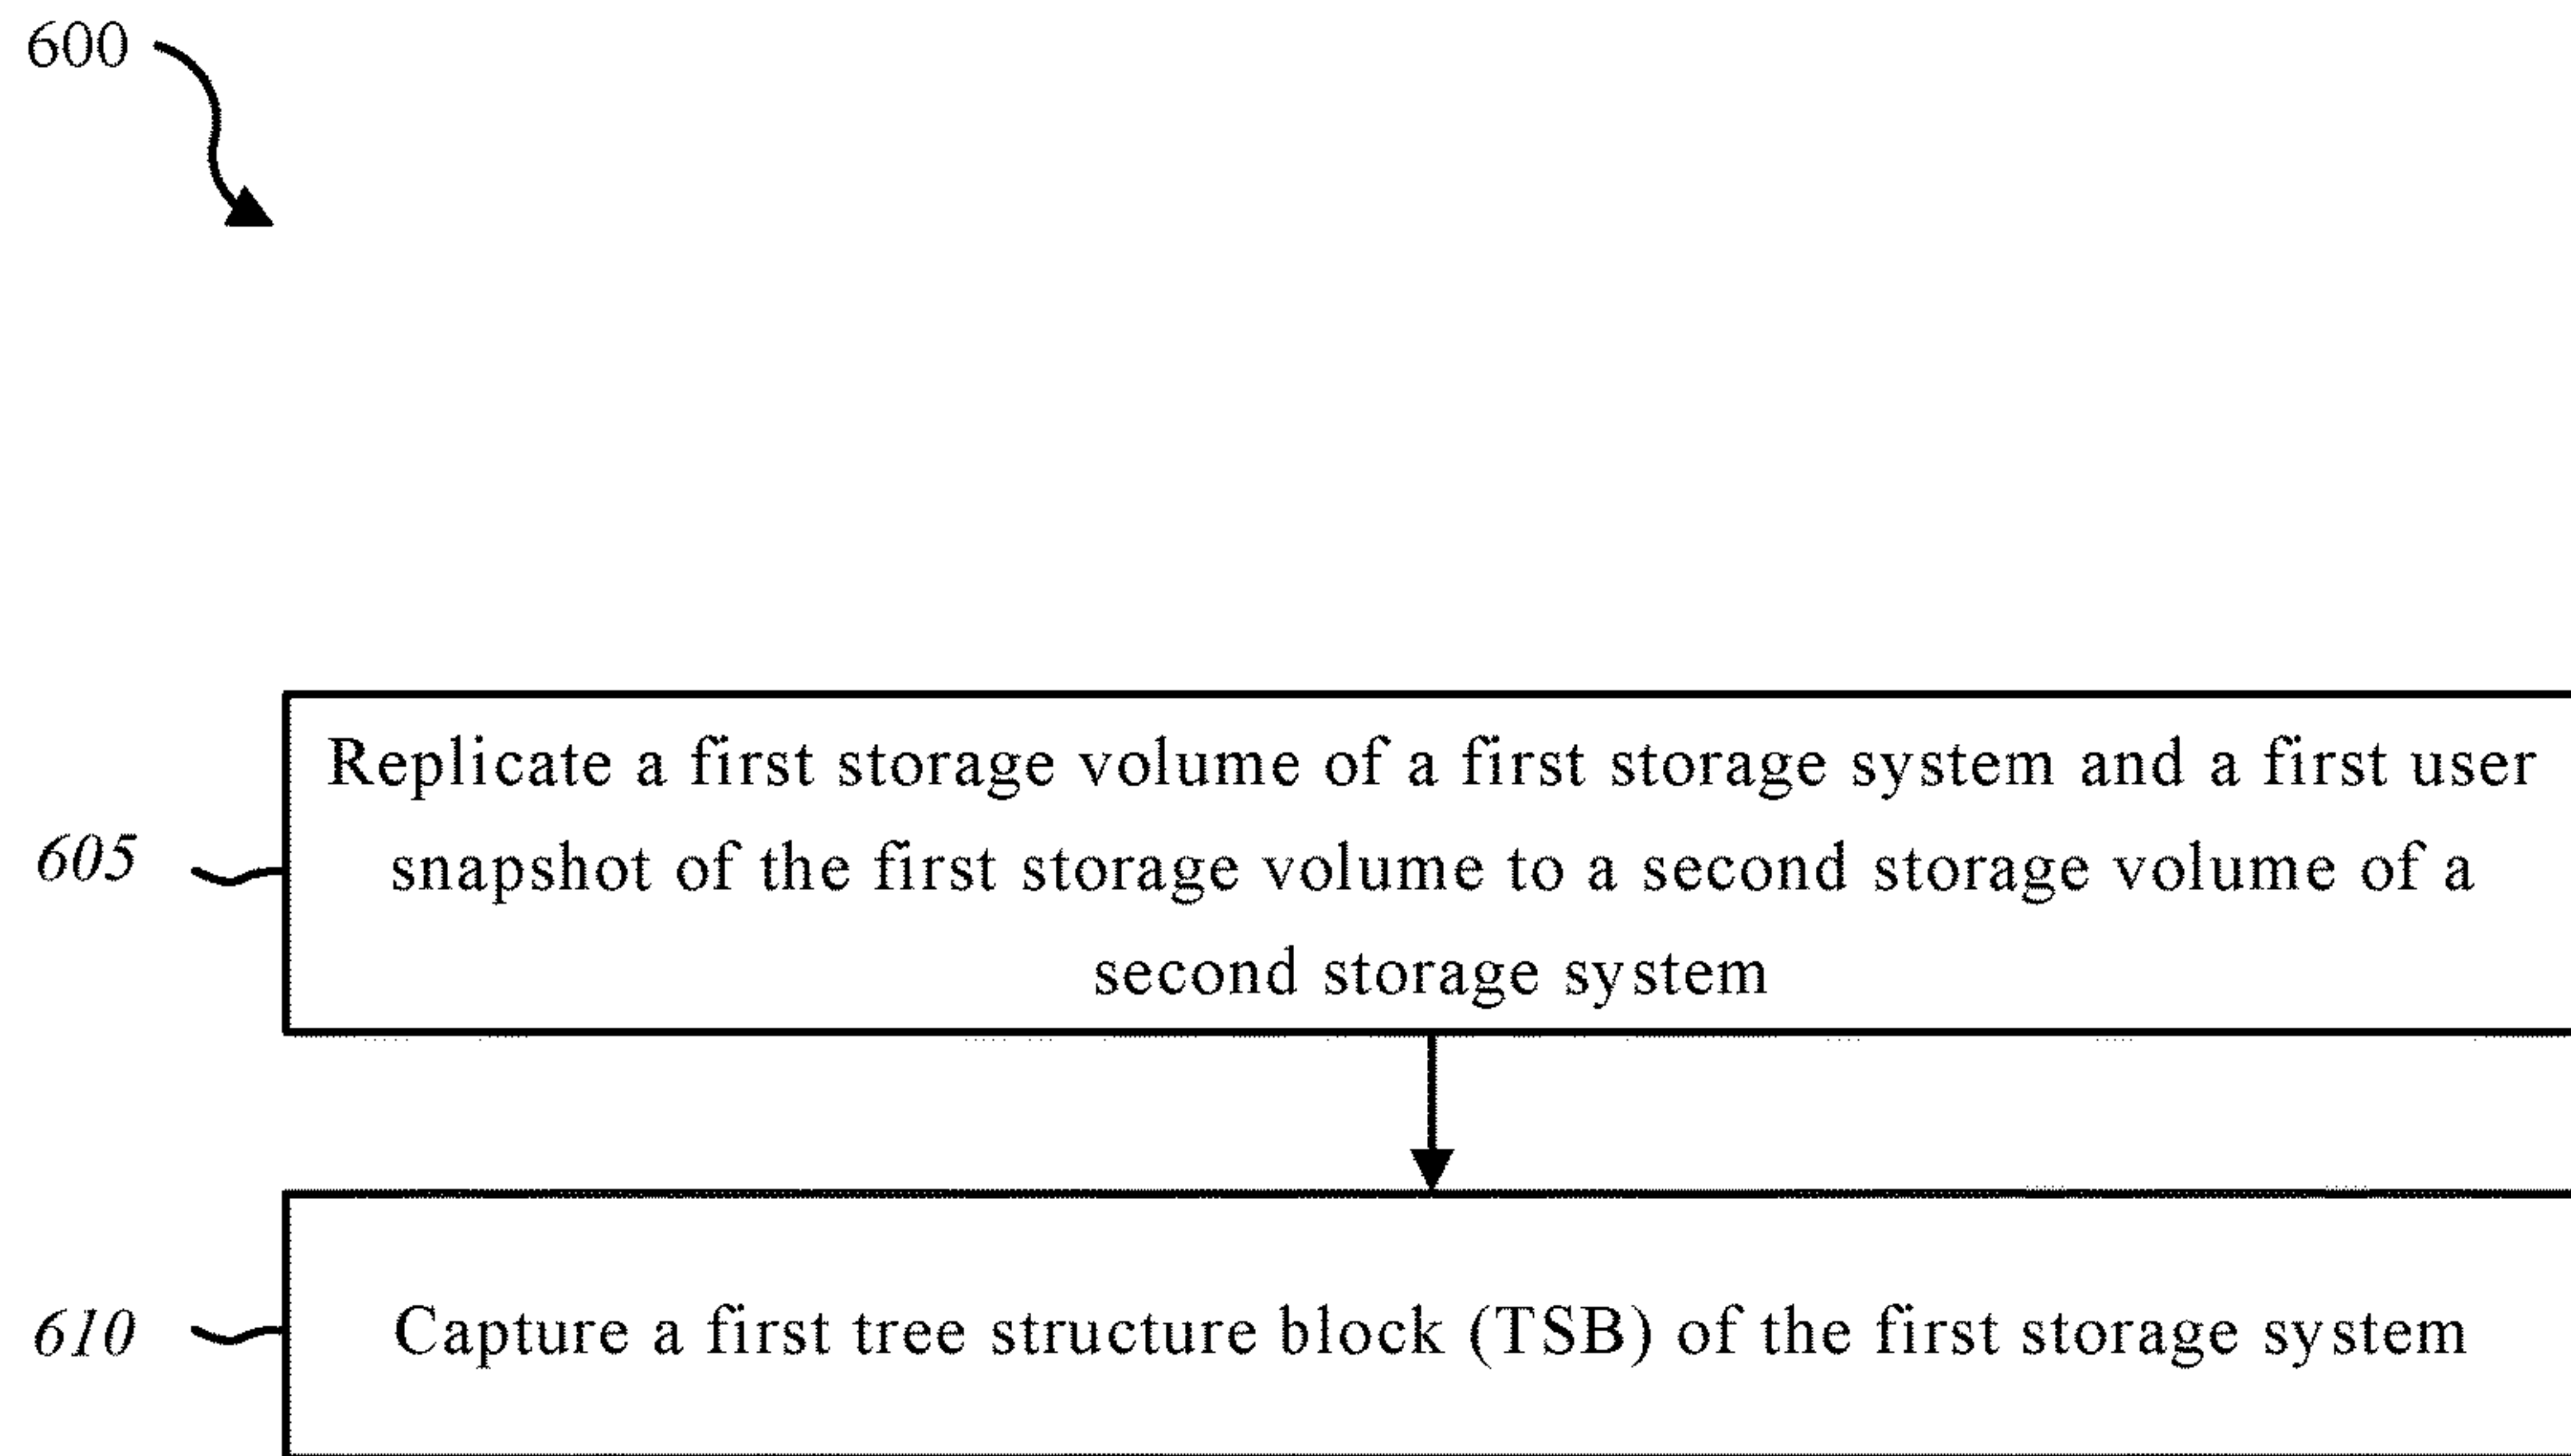 600
Replicate a first storage volume of a first storage system and a first user
605
snapshot of the first storage volume to a second storage volume of a
second storage system
610
Capture a first tree structure block (TSB) of the first storage system